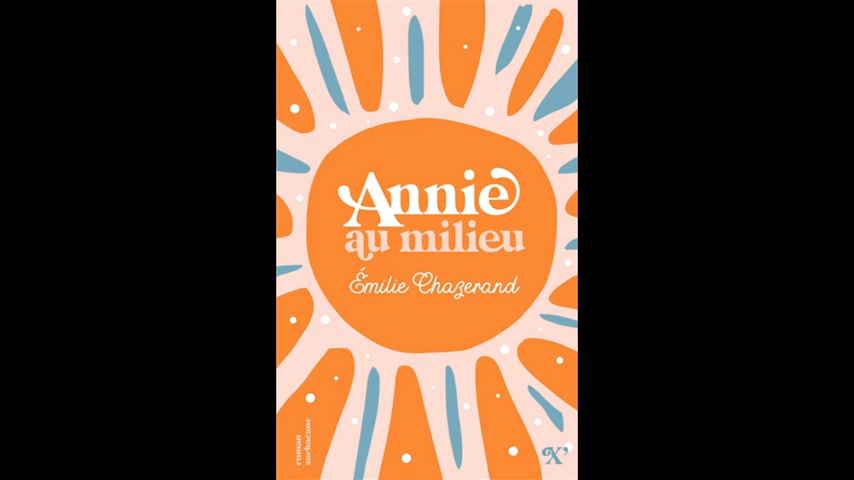 Annie
au milieu
Émilie Chazerand
roman
sarbacane
X'